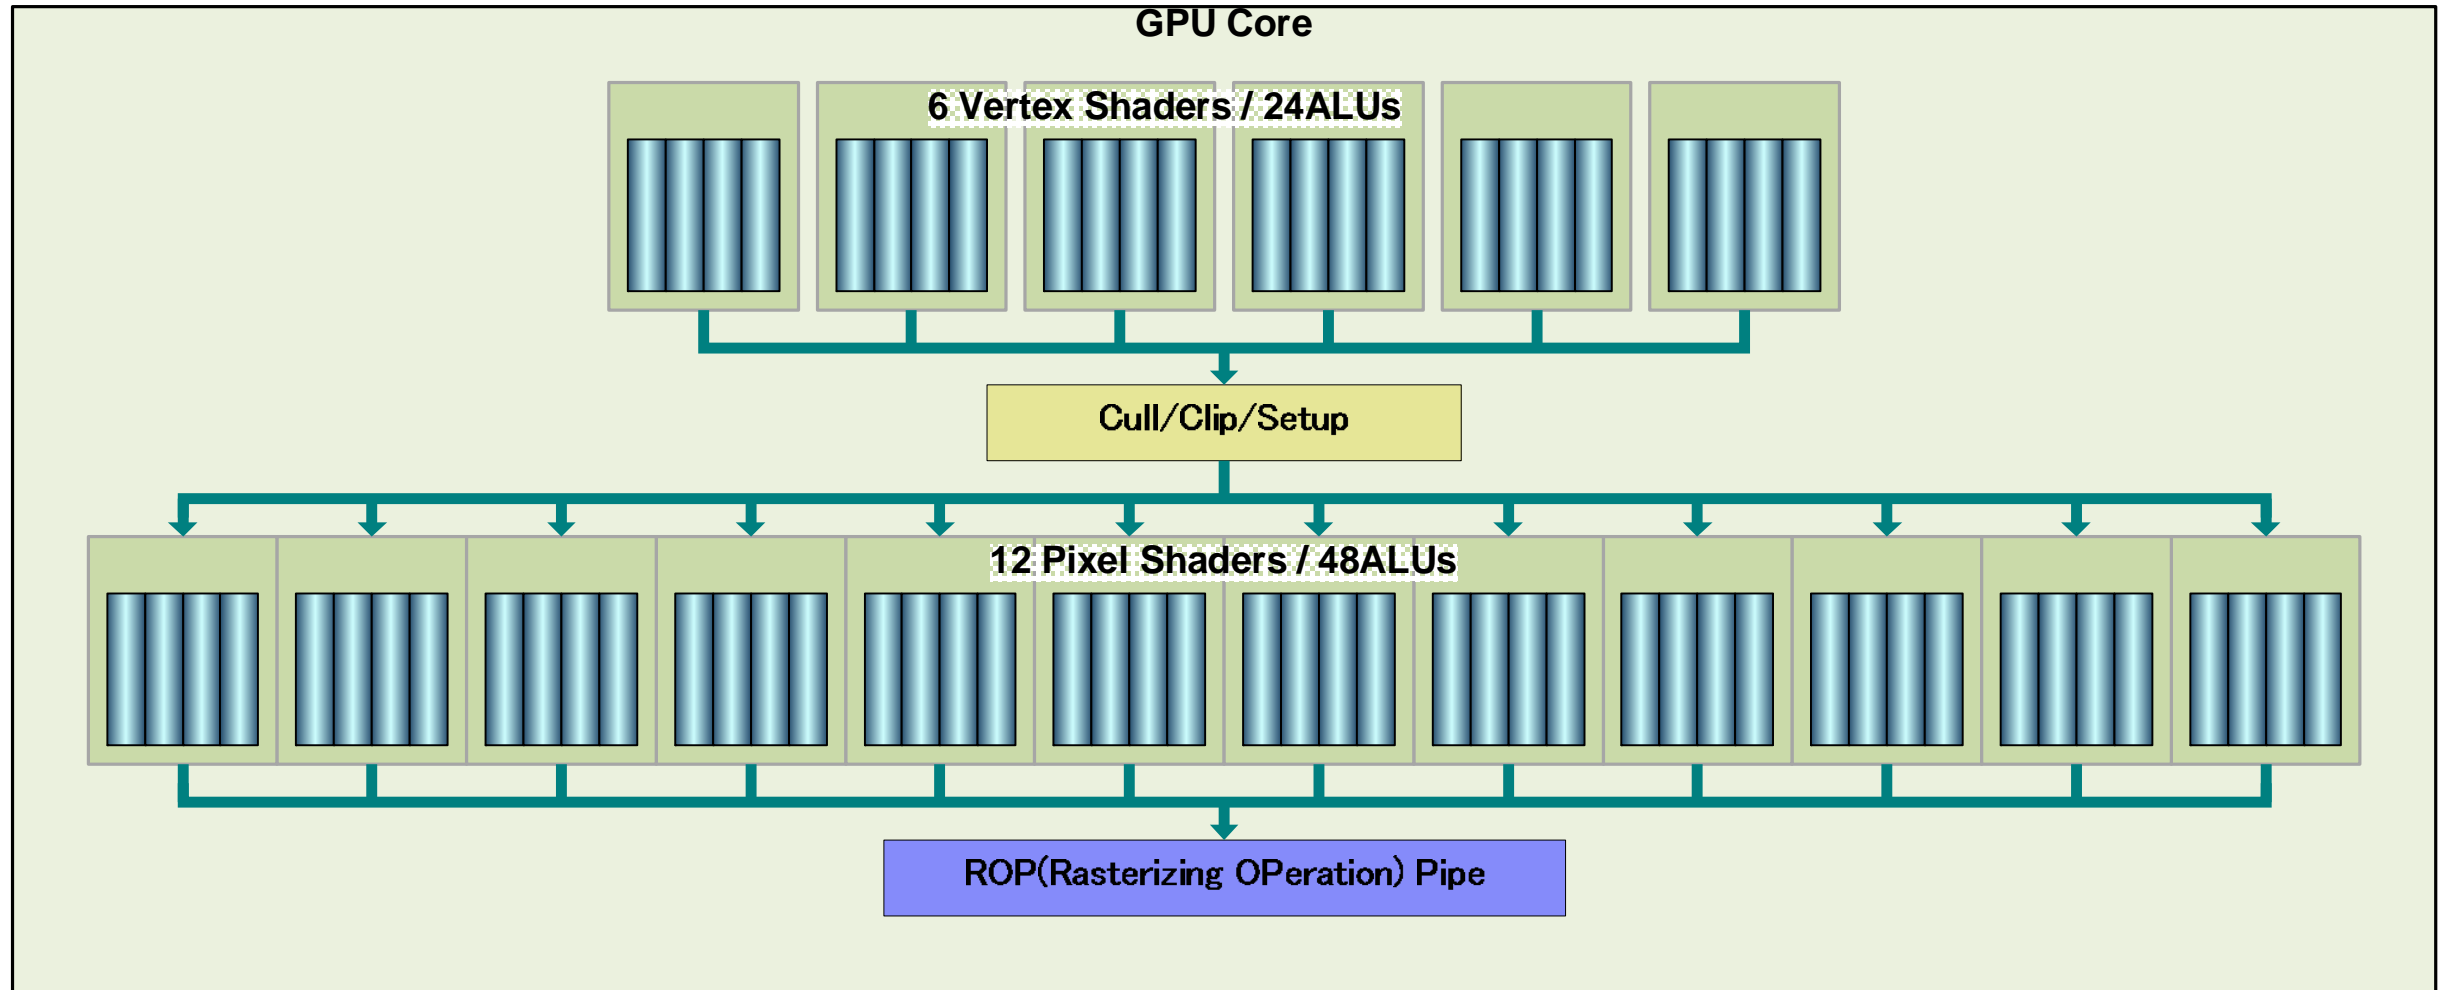 GPU Core
6 Vertex Shaders / 24ALUs
Cull/Clip/Setup
12 Pixel Shaders / 48ALUs
ROP(Rasterizing OPeration) Pipe